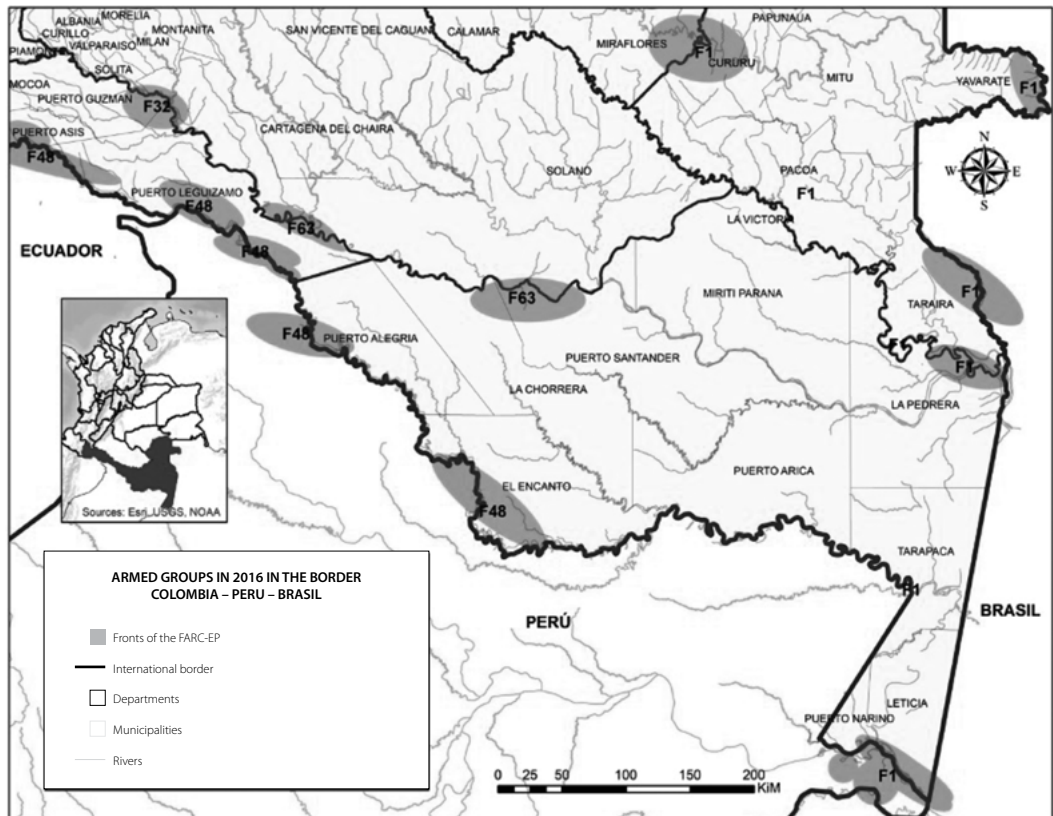 ALBANIA
MORELIA
CURILLO
MONTANITA
SAN VICENTE DEL CAGUAN
CALAMAR
PAPUNAUA
PIAMONTE
VALPARAISO
MILAN
MIRAFLORES
F1
CURURU
SOLITA
MITU
YAVARATE
F1
MOCOA
PUERTO GUZMAN
F32
CARTAGENA DEL CHAIRA
PUERTO ASIS
F48
N
W
E
S
SOLANO
PACOA
F1
PUERTO LEGUIZAMO
F48
F63
LA VICTORIA
ECUADOR
F48
F63
MIRITI PARANA
F1
TARAIRA
F48
PUERTO ALEGRIA
PUERTO SANTANDER
F1
LA CHORRERA
LA PEDRERA
PUERTO ARICA
EL ENCANTO
F48
Sources: Esri, USGS, NOAA
TARAPACA
F1
ARMED GROUPS IN 2016 IN THE BORDER
COLOMBIA – PERU – BRASIL
Fronts of the FARC-EP
International border
Departments
Municipalities
Rivers
PERÚ
BRASIL
LETICIA
PUERTO NARINO
F1
0 25 50 100 150 200
KiM